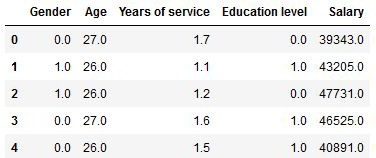 Gender Age Years of service Education level Salary
0 0.0 27.0 1.7 0.0 39343.0
1 1.0 26.0 1.1 1.0 43205.0
2 1.0 26.0 1.2 0.0 47731.0
3 0.0 27.0 1.6 1.0 46525.0
4 0.0 26.0 1.5 1.0 40891.0